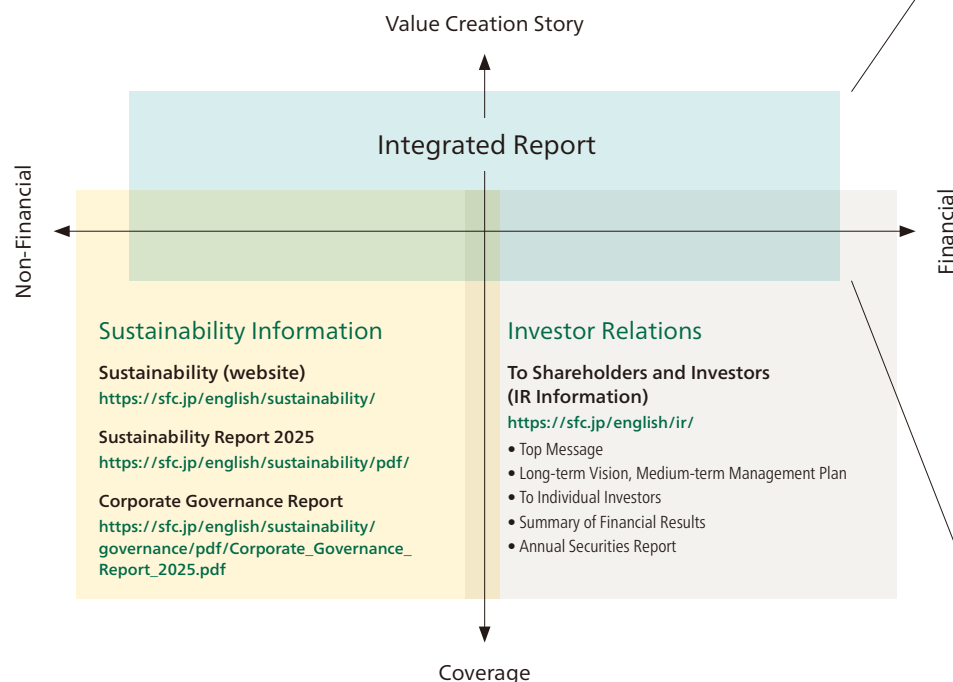 Value Creation Story
Integrated Report
Non-Financial
Financial
Sustainability Information
Sustainability (website)
https://sfc.jp/english/sustainability/
Sustainability Report 2025
https://sfc.jp/english/sustainability/pdf/
Corporate Governance Report
https://sfc.jp/english/sustainability/
governance/pdf/Corporate_Governance_
Report_2025.pdf
Investor Relations
To Shareholders and Investors
(IR Information)
https://sfc.jp/english/ir/
• Top Message
• Long-term Vision, Medium-term Management Plan
• To Individual Investors
• Summary of Financial Results
• Annual Securities Report
Coverage